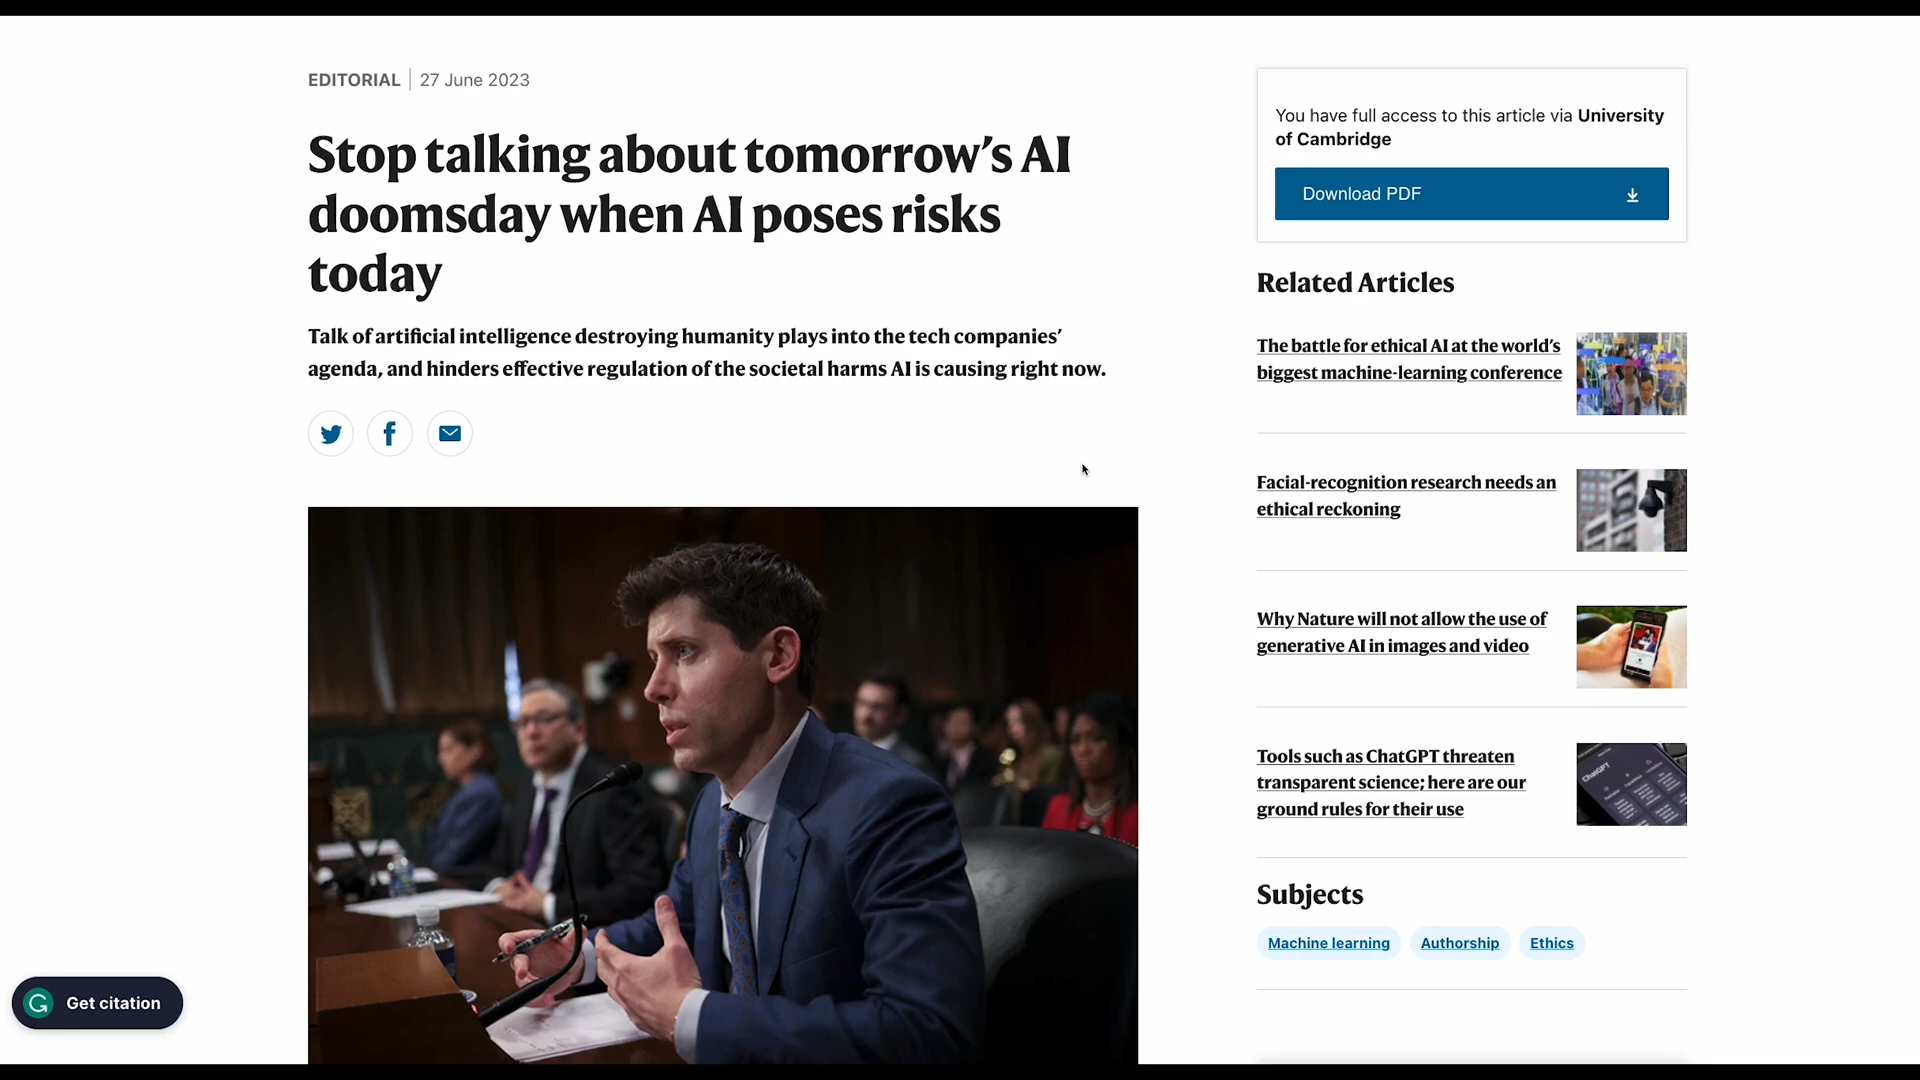 EDITORIAL | 27 June 2023
Stop talking about tomorrow’s AI
doomsday when AI poses risks
today
Talk of artificial intelligence destroying humanity plays into the tech companies’
agenda, and hinders effective regulation of the societal harms AI is causing right now.
You have full access to this article via University
of Cambridge
Download PDF
Related Articles
The battle for ethical AI at the world’s
biggest machine-learning conference
Facial-recognition research needs an
ethical reckoning
Why Nature will not allow the use of
generative AI in images and video
Tools such as ChatGPT threaten
transparent science; here are our
ground rules for their use
ChatGPT
Subjects
Machine learning
Authorship
Ethics
Get citation